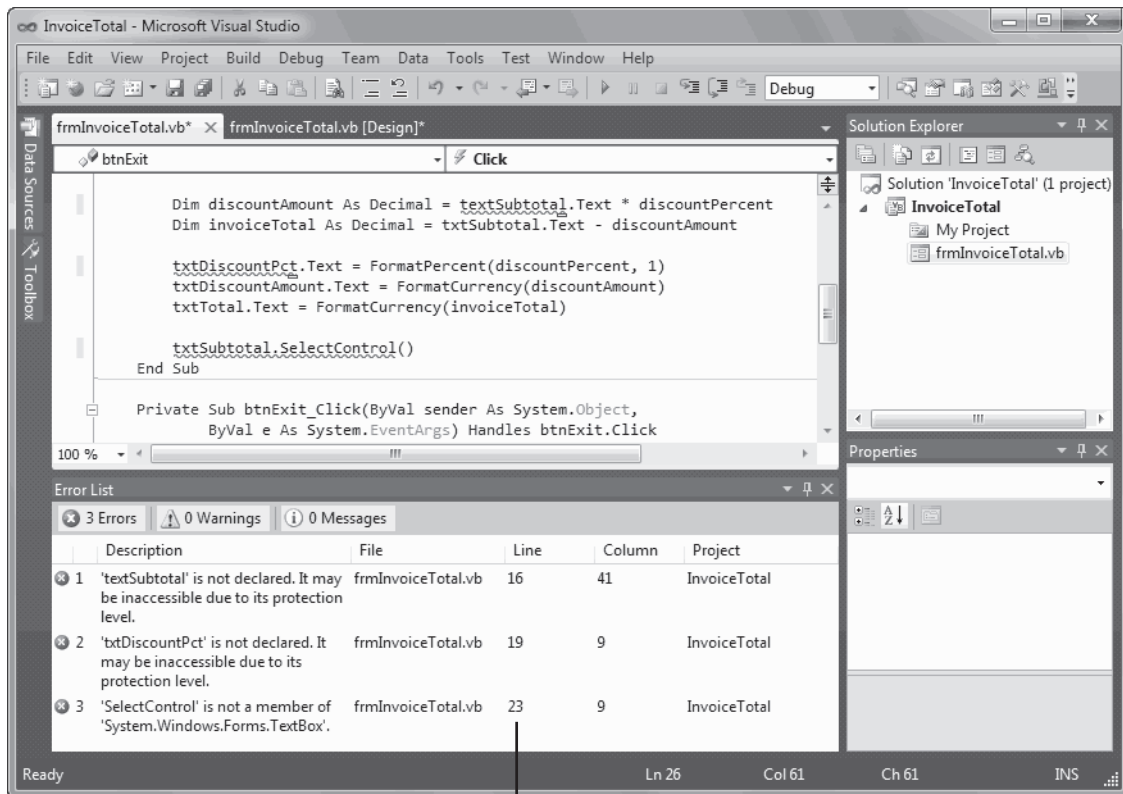 InvoiceTotal - Microsoft Visual Studio
File Edit View Project Build Debug Team Data Tools Test Window Help
Debug
Data Sources
Toolbox
frmInvoiceTotal.vb* frmInvoiceTotal.vb [Design]*
btnExit Click
Dim discountAmount As Decimal = textSubtotal.Text * discountPercent
Dim invoiceTotal As Decimal = txtSubtotal.Text - discountAmount
txtDiscountPct.Text = FormatPercent(discountPercent, 1)
txtDiscountAmount.Text = FormatCurrency(discountAmount)
txtTotal.Text = FormatCurrency(invoiceTotal)
txtSubtotal.SelectControl()
End Sub
Private Sub btnExit_Click(ByVal sender As System.Object,
ByVal e As System.EventArgs) Handles btnExit.Click
100 %
Solution Explorer
Solution 'InvoiceTotal' (1 project)
InvoiceTotal
My Project
frmInvoiceTotal.vb
Properties
Error List
3 Errors 0 Warnings 0 Messages
Description File Line Column Project
1 'textSubtotal' is not declared. It may frmInvoiceTotal.vb 16 41 InvoiceTotal
be inaccessible due to its protection
level.
2 'txtDiscountPct' is not declared. It frmInvoiceTotal.vb 19 9 InvoiceTotal
may be inaccessible due to its
protection level.
3 'SelectControl' is not a member of frmInvoiceTotal.vb 23 9 InvoiceTotal
'System.Windows.Forms.TextBox'.
Ready Ln 26 Col 61 Ch 61 INS